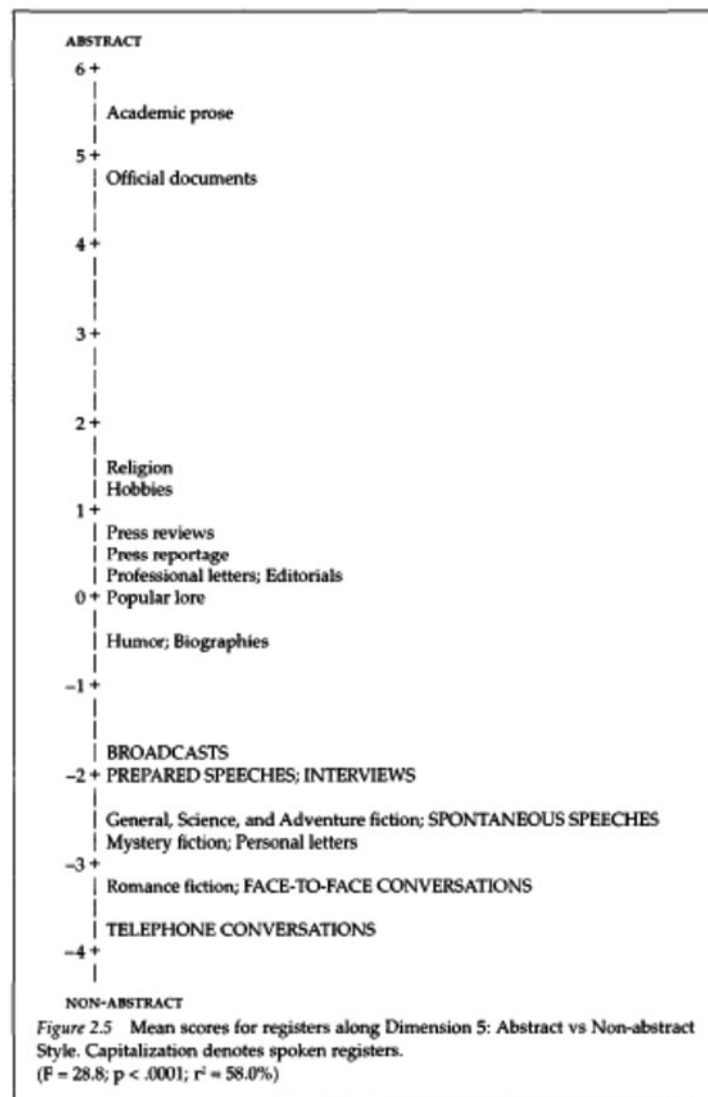 ABSTRACT
6 +
Academic prose
5 +
Official documents
4 +
3 +
2 +
Religion
Hobbies
1 +
Press reviews
Press reportage
Professional letters; Editorials
0 + Popular lore
Humor; Biographies
−1 +
BROADCASTS
−2 + PREPARED SPEECHES; INTERVIEWS
General, Science, and Adventure fiction; SPONTANEOUS SPEECHES
Mystery fiction; Personal letters
−3 +
Romance fiction; FACE-TO-FACE CONVERSATIONS
TELEPHONE CONVERSATIONS
−4 +
NON-ABSTRACT
Figure 2.5 Mean scores for registers along Dimension 5: Abstract vs Non-abstract
Style. Capitalization denotes spoken registers.
(F = 28.8; p < .0001; r² = 58.0%)